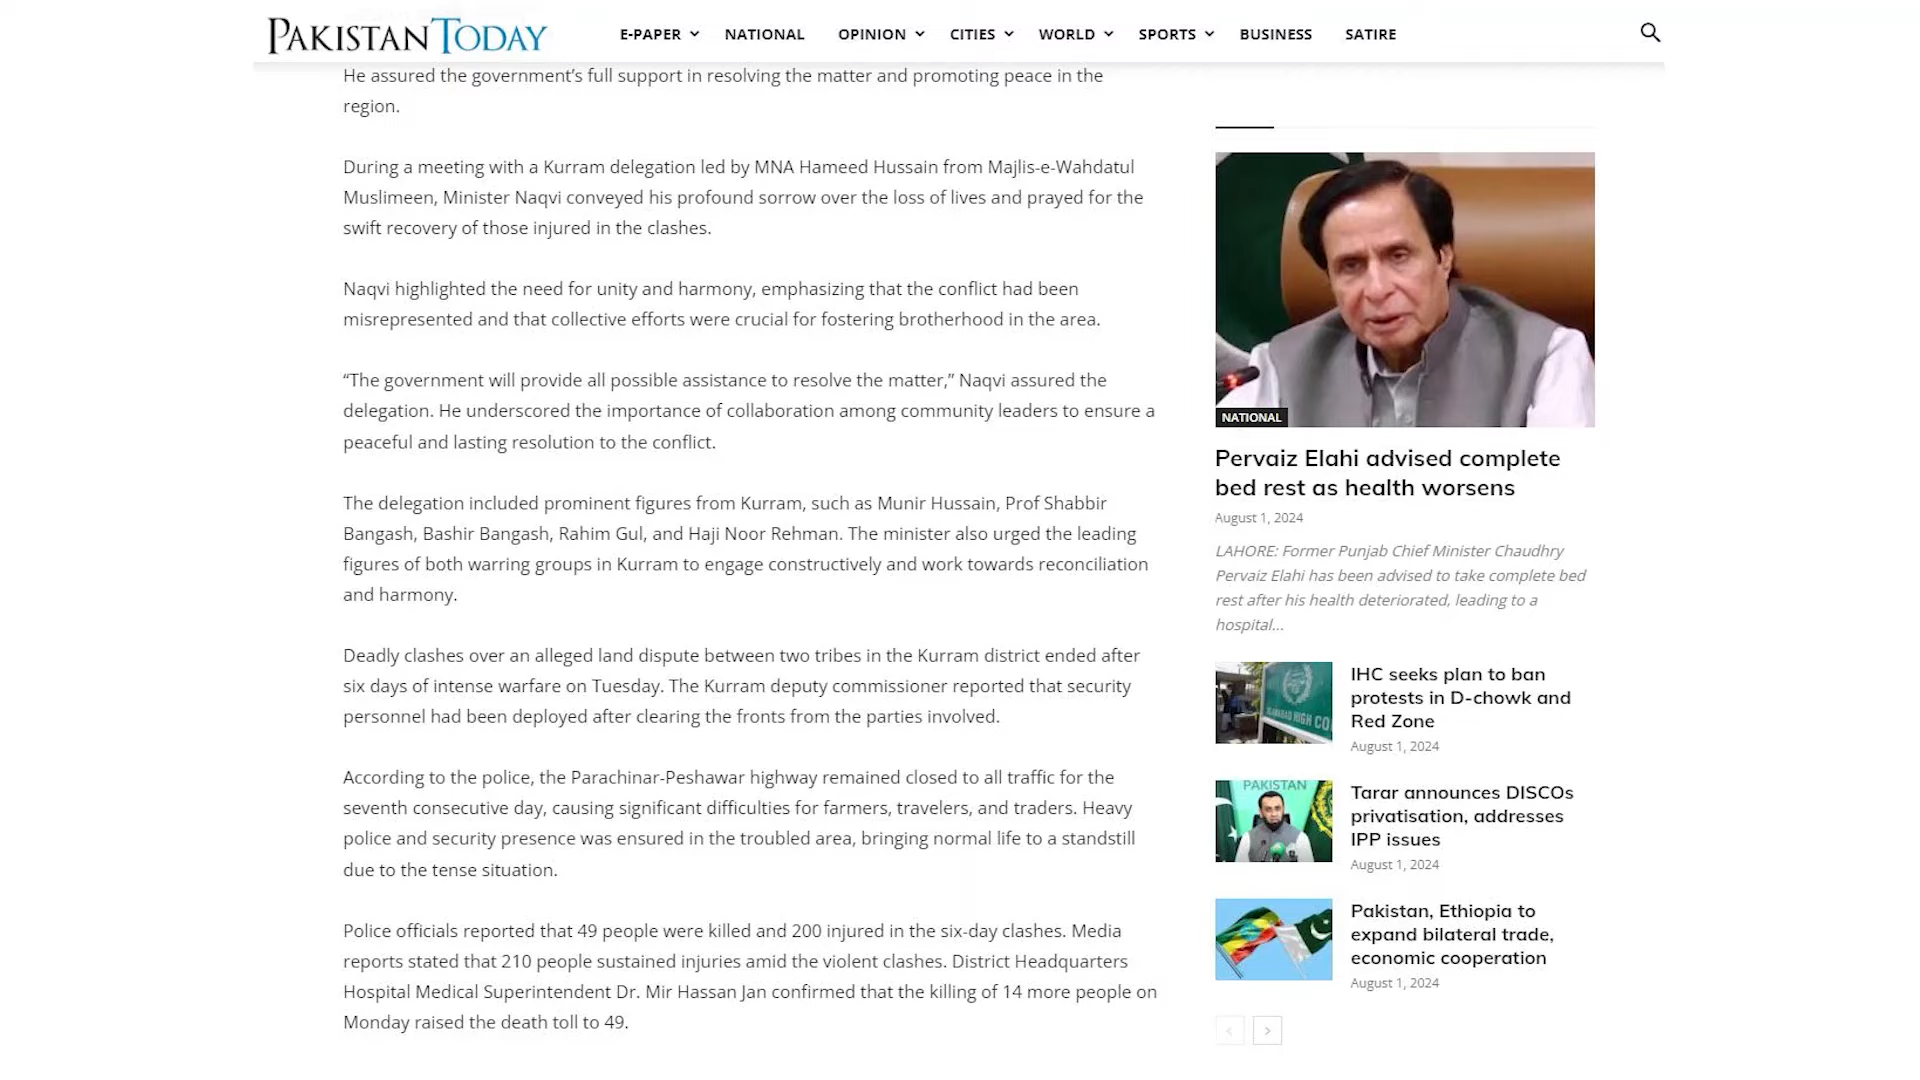 PAKISTAN TODAY
E-PAPER
NATIONAL
OPINION
CITIES
WORLD
SPORTS
BUSINESS
SATIRE
He assured the government’s full support in resolving the matter and promoting peace in the
region.
During a meeting with a Kurram delegation led by MNA Hameed Hussain from Majlis-e-Wahdatul
Muslimeen, Minister Naqvi conveyed his profound sorrow over the loss of lives and prayed for the
swift recovery of those injured in the clashes.
Naqvi highlighted the need for unity and harmony, emphasizing that the conflict had been
misrepresented and that collective efforts were crucial for fostering brotherhood in the area.
“The government will provide all possible assistance to resolve the matter,” Naqvi assured the
delegation. He underscored the importance of collaboration among community leaders to ensure a
peaceful and lasting resolution to the conflict.
The delegation included prominent figures from Kurram, such as Munir Hussain, Prof Shabbir
Bangash, Bashir Bangash, Rahim Gul, and Haji Noor Rehman. The minister also urged the leading
figures of both warring groups in Kurram to engage constructively and work towards reconciliation
and harmony.
Deadly clashes over an alleged land dispute between two tribes in the Kurram district ended after
six days of intense warfare on Tuesday. The Kurram deputy commissioner reported that security
personnel had been deployed after clearing the fronts from the parties involved.
According to the police, the Parachinar-Peshawar highway remained closed to all traffic for the
seventh consecutive day, causing significant difficulties for farmers, travelers, and traders. Heavy
police and security presence was ensured in the troubled area, bringing normal life to a standstill
due to the tense situation.
Police officials reported that 49 people were killed and 200 injured in the six-day clashes. Media
reports stated that 210 people sustained injuries amid the violent clashes. District Headquarters
Hospital Medical Superintendent Dr. Mir Hassan Jan confirmed that the killing of 14 more people on
Monday raised the death toll to 49.
NATIONAL
Pervaiz Elahi advised complete
bed rest as health worsens
August 1, 2024
LAHORE: Former Punjab Chief Minister Chaudhry
Pervaiz Elahi has been advised to take complete bed
rest after his health deteriorated, leading to a
hospital...
IHC seeks plan to ban
protests in D-chowk and
Red Zone
August 1, 2024
PAKISTAN
Tarar announces DISCOs
privatisation, addresses
IPP issues
August 1, 2024
Pakistan, Ethiopia to
expand bilateral trade,
economic cooperation
August 1, 2024